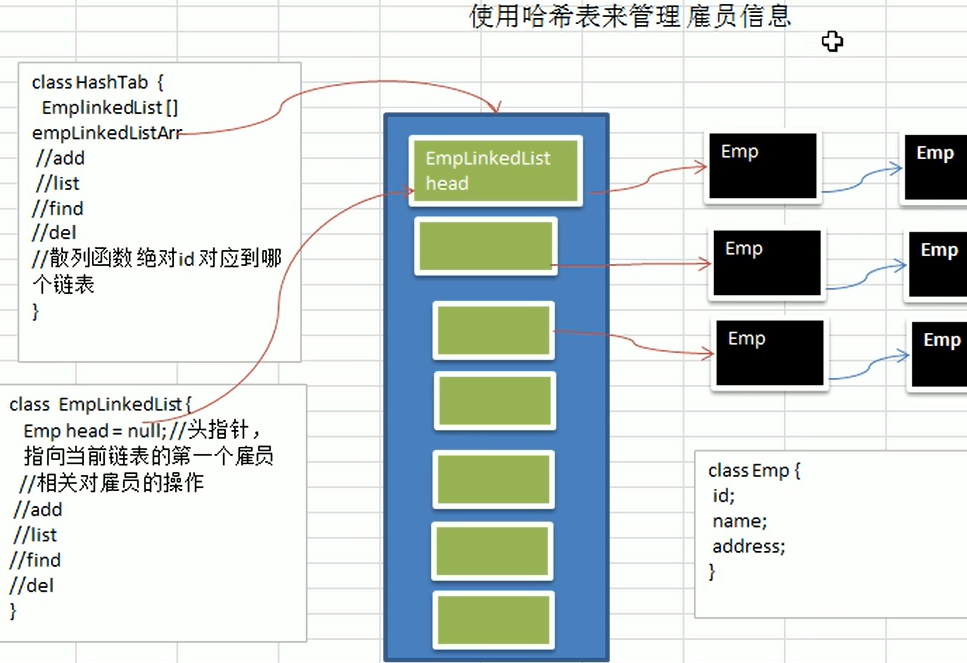 使用哈希表来管理 雇员信息
class HashTab {
EmplinkedList []
empLinkedListArr
//add
//list
//find
//del
//散列函数 绝对id 对应到哪
个链表
}
class EmpLinkedList{
Emp head = null;//头指针，
指向当前链表的第一个雇员
//相关对雇员的操作
//add
//list
//find
//del
}
EmpLinkedList
head
Emp
Emp
Emp
Emp
Emp
Emp
class Emp {
id;
name;
address;
}